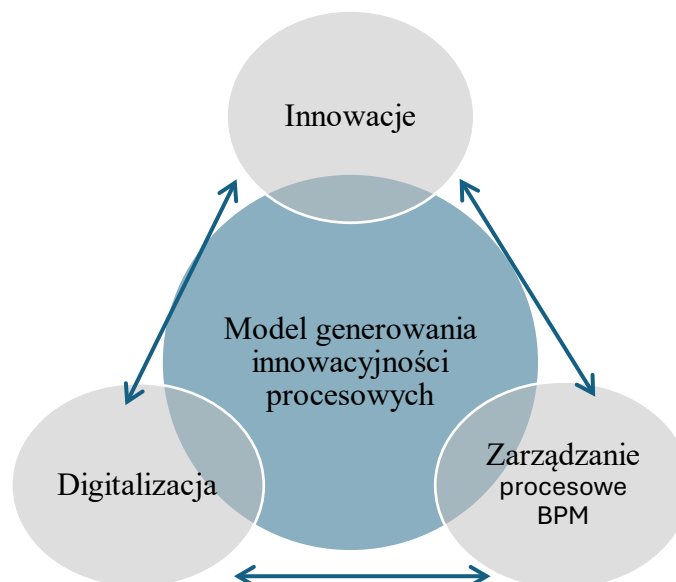 Innowacje
Model generowania
innowacyjności
procesowych
Digitalizacja
Zarządzanie
procesowe
BPM